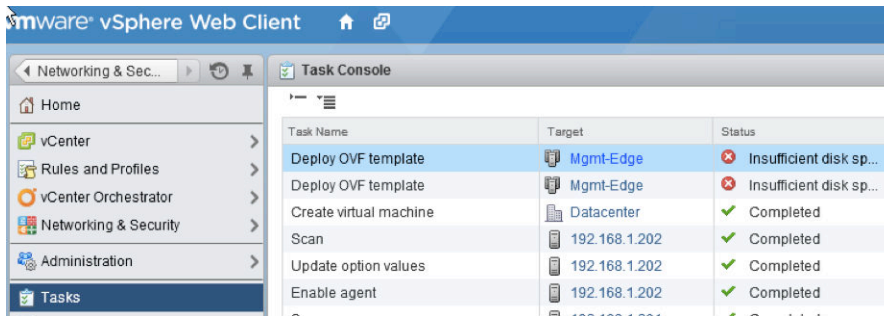 vmware® vSphere Web Client
Networking & Sec...
Home
vCenter
Rules and Profiles
vCenter Orchestrator
Networking & Security
Administration
Tasks
Task Console
Task Name Target Status
Deploy OVF template Mgmt-Edge Insufficient disk sp...
Deploy OVF template Mgmt-Edge Insufficient disk sp...
Create virtual machine Datacenter Completed
Scan 192.168.1.202 Completed
Update option values 192.168.1.202 Completed
Enable agent 192.168.1.202 Completed